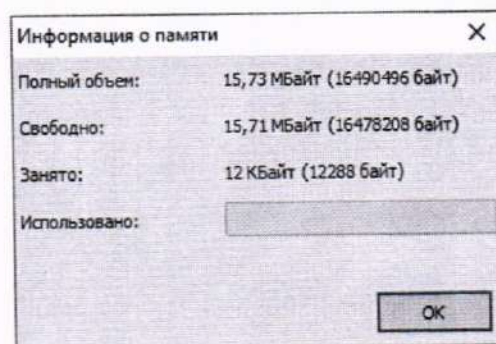 Информация о памяти
Полный объем: 15,73 МБайт (16490496 байт)
Свободно: 15,71 МБайт (16478208 байт)
Занято: 12 КБайт (12288 байт)
Использовано:
ОК